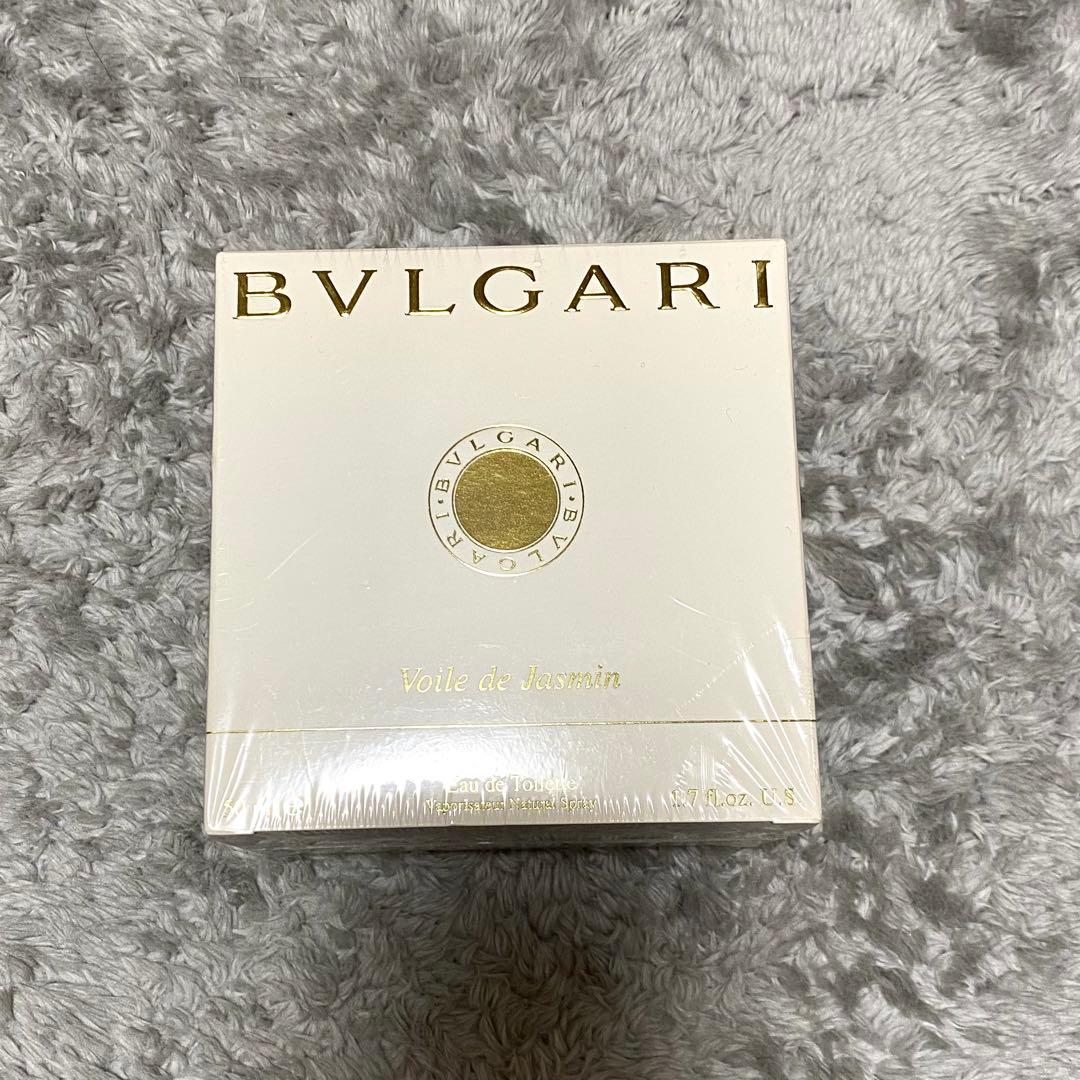 BVLGARI
BVLGARI · BVLGARI ·
Voile de Jasmin
Eau de Toilette
Vaporisateur Natural Spray
1.7 fl.oz. U.S.